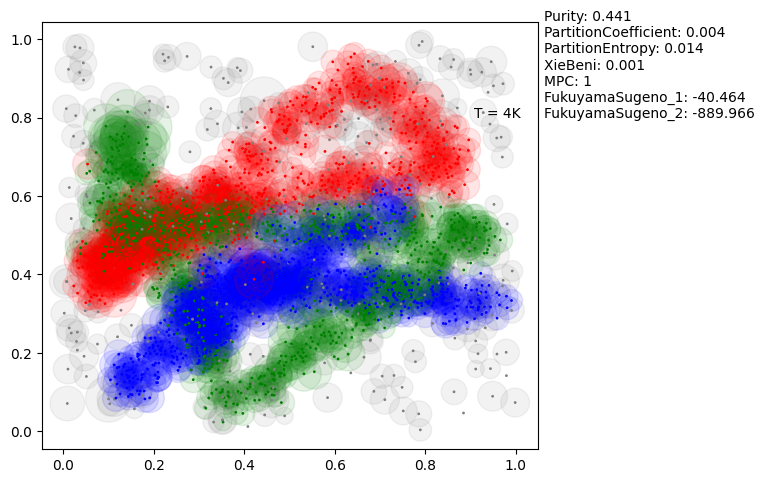 Purity: 0.441
PartitionCoefficient: 0.004
PartitionEntropy: 0.014
XieBeni: 0.001
MPC: 1
FukuyamaSugeno_1: -40.464
FukuyamaSugeno_2: -889.966
T = 4K
1.0
0.8
0.6
0.4
0.2
0.0
0.0 0.2 0.4 0.6 0.8 1.0